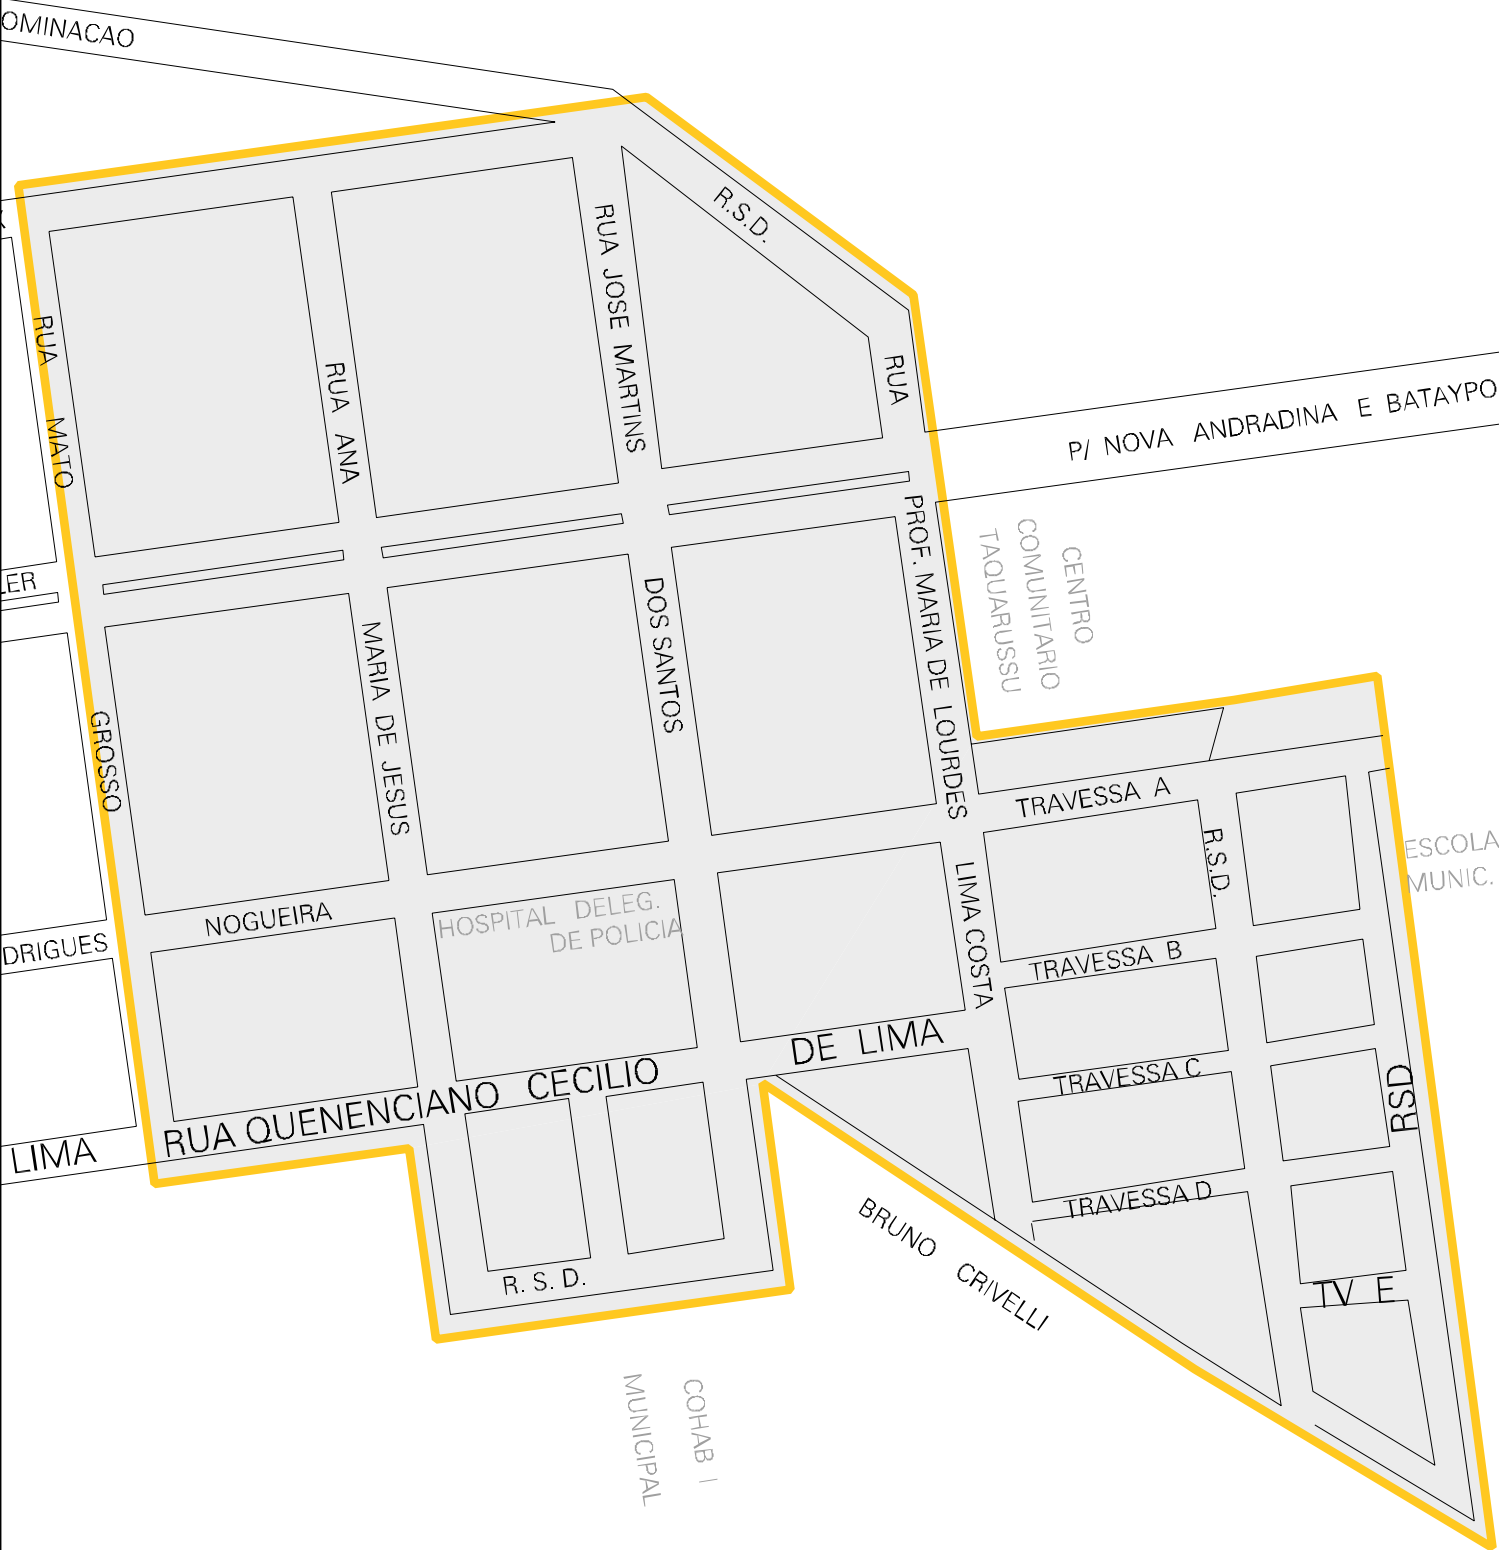 OMINACAO
R.S.D.
RUA JOSE MARTINS
DOS SANTOS
RUA MATO
GROSSO
RUA ANA
MARIA DE JESUS
RUA
PROF. MARIA DE LOURDES
LIMA COSTA
P/ NOVA ANDRADINA E BATAYPO
CENTRO
COMUNITARIO
TAQUARUSSU
LER
TRAVESSA A
R.S.D.
ESCOLA
MUNIC.
NOGUEIRA
DRIGUES
HOSPITAL DELEG.
DE POLICIA
TRAVESSA B
DE LIMA
RUA QUENENCIANO CECILIO
LIMA
TRAVESSA C
RSD
TRAVESSA D
BRUNO CRIVELLI
R. S. D.
TV E
COHAB I
MUNICIPAL